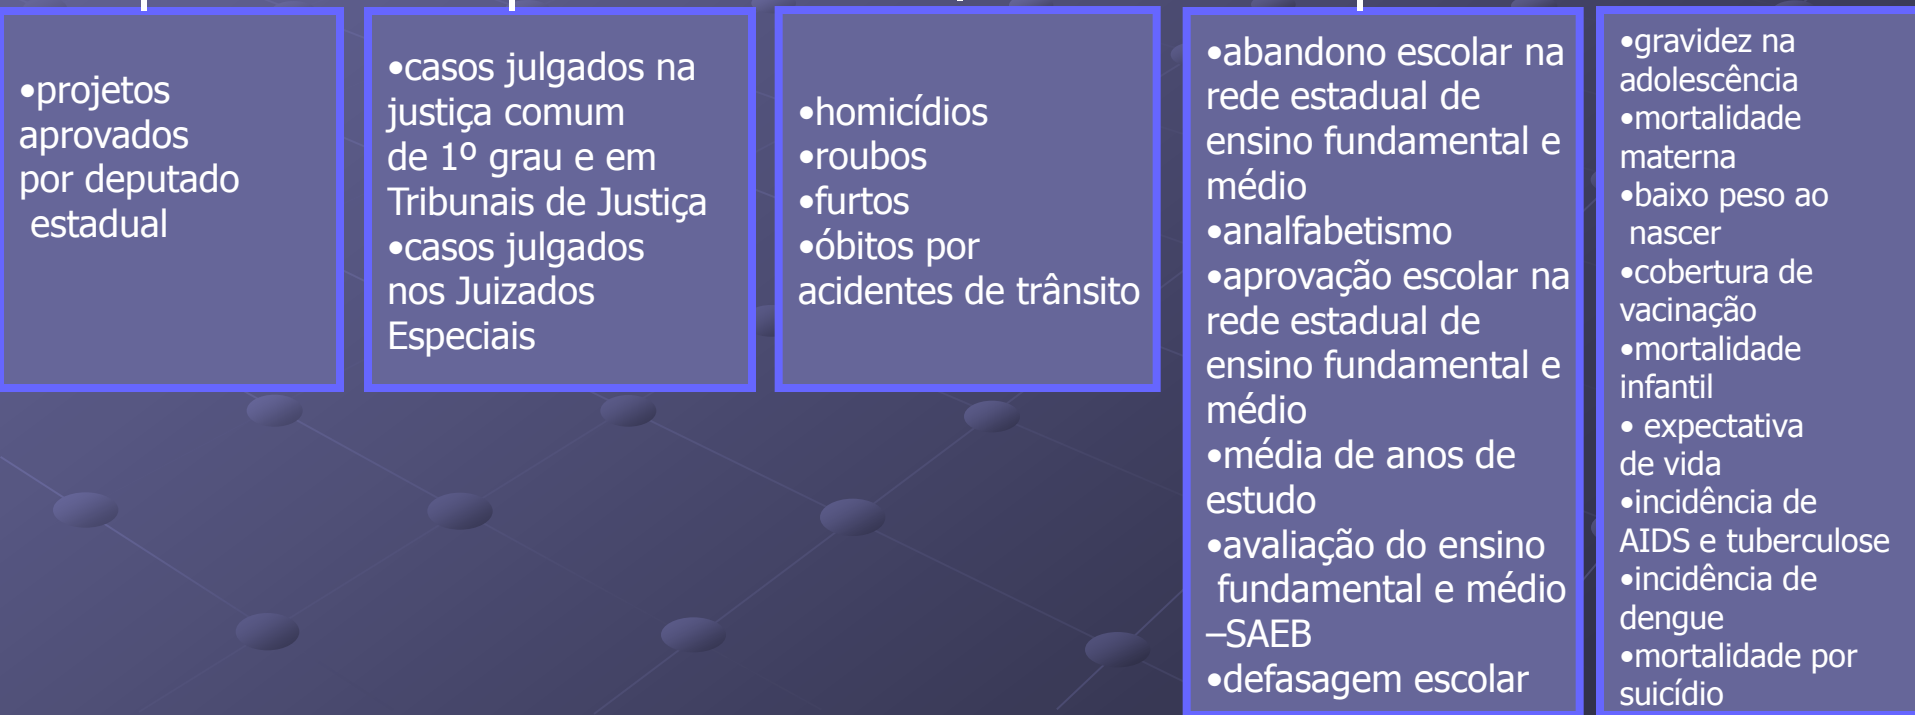 •projetos
aprovados
por deputado
estadual
•casos julgados na
justiça comum
de 1º grau e em
Tribunais de Justiça
•casos julgados
nos Juizados
Especiais
•homicídios
•roubos
•furtos
•óbitos por
acidentes de trânsito
•abandono escolar na
rede estadual de
ensino fundamental e
médio
•analfabetismo
•aprovação escolar na
rede estadual de
ensino fundamental e
médio
•média de anos de
estudo
•avaliação do ensino
fundamental e médio
–SAEB
•defasagem escolar
•gravidez na
adolescência
•mortalidade
materna
•baixo peso ao
nascer
•cobertura de
vacinação
•mortalidade
infantil
• expectativa
de vida
•incidência de
AIDS e tuberculose
•incidência de
dengue
•mortalidade por
suicídio